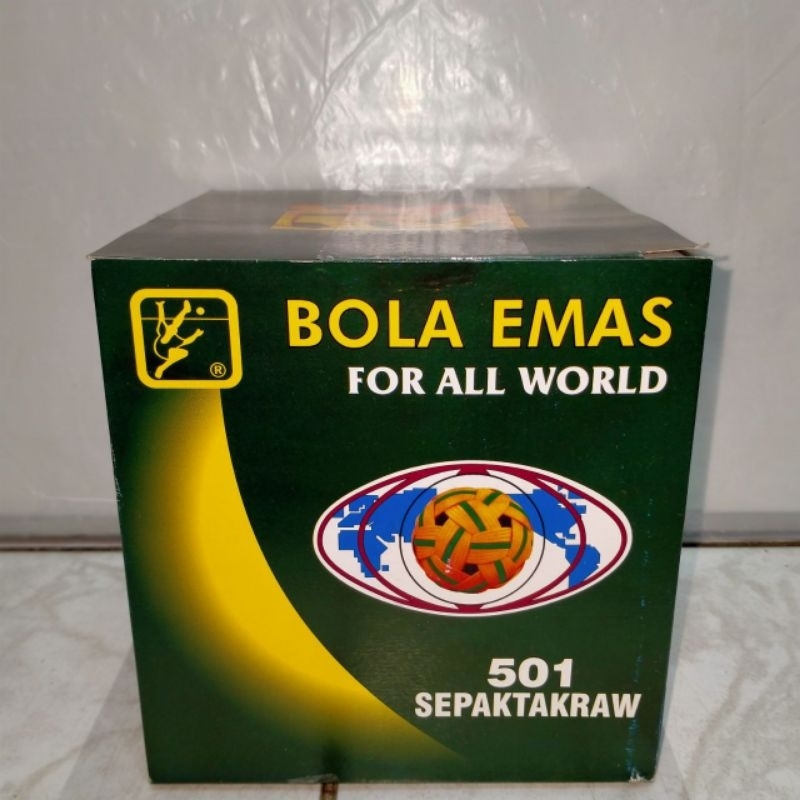 BOLA EMAS
FOR ALL WORLD
®
501
SEPAKTAKRAW